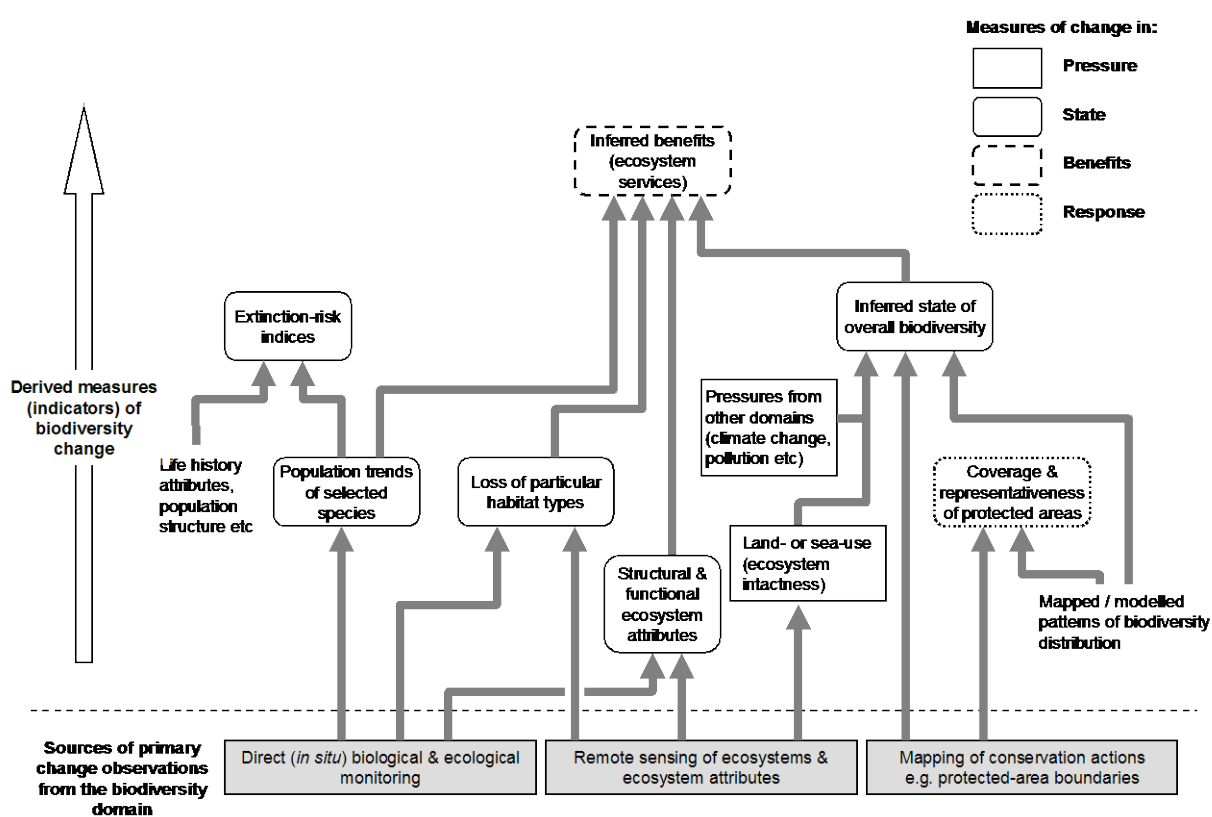 Measures of change in:
Pressure
State
Benefits
Response
Inferred benefits
(ecosystem
services)
Extinction-risk
indices
Inferred state of
overall biodiversity
Derived measures
(indicators) of
biodiversity
change
Pressures from
other domains
(climate change,
pollution etc)
Life history
attributes,
population
structure etc
Population trends
of selected
species
Loss of particular
habitat types
Coverage &
representativeness
of protected areas
Structural &
functional
ecosystem
attributes
Land- or sea-use
(ecosystem
intactness)
Mapped / modelled
patterns of biodiversity
distribution
Sources of primary
change observations
from the biodiversity
domain
Direct (in situ) biological & ecological
monitoring
Remote sensing of ecosystems &
ecosystem attributes
Mapping of conservation actions
e.g. protected-area boundaries